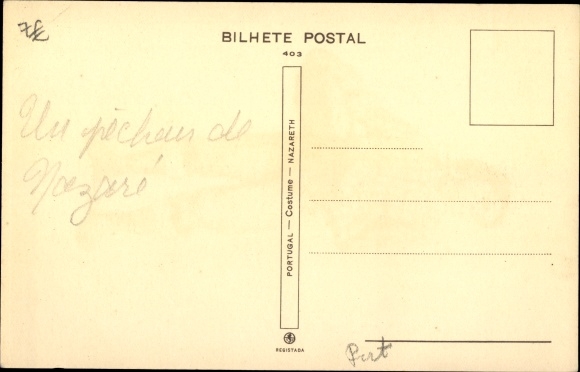 7€
BILHETE POSTAL
403
Un pêcheur de
Nazaré
PORTUGAL — Costume — NAZARETH
REGISTADA
Port